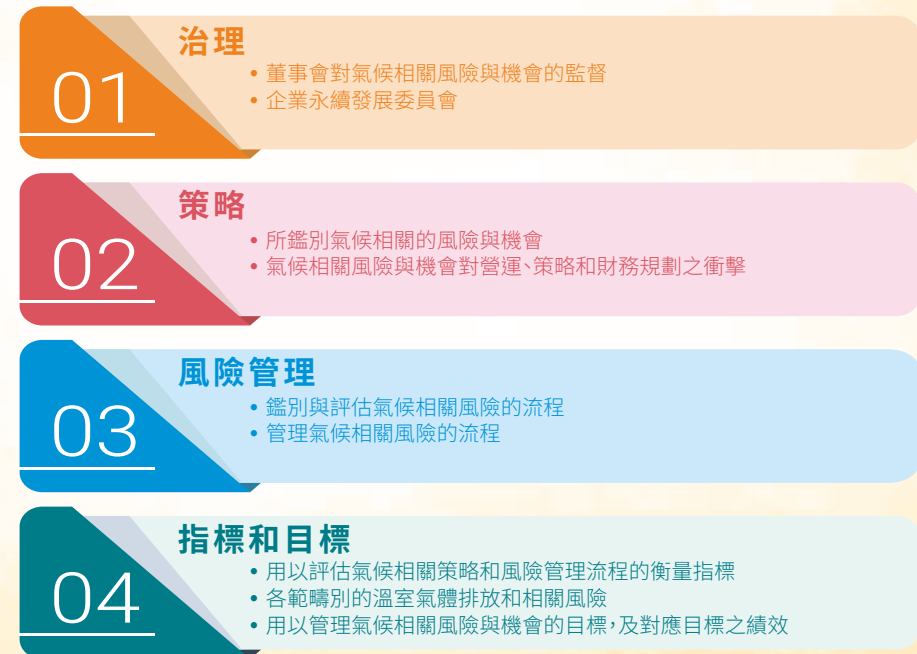 01
治理
• 董事會對氣候相關風險與機會的監督
• 企業永續發展委員會
02
策略
• 所鑑別氣候相關的風險與機會
• 氣候相關風險與機會對營運、策略和財務規劃之衝擊
03
風險管理
• 鑑別與評估氣候相關風險的流程
• 管理氣候相關風險的流程
04
指標和目標
• 用以評估氣候相關策略和風險管理流程的衡量指標
• 各範疇別的溫室氣體排放和相關風險
• 用以管理氣候相關風險與機會的目標，及對應目標之績效